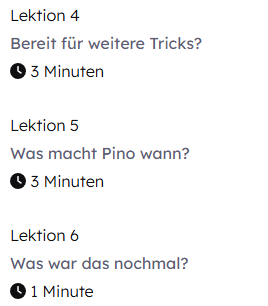 Lektion 4
Bereit für weitere Tricks?
3 Minuten
Lektion 5
Was macht Pino wann?
3 Minuten
Lektion 6
Was war das nochmal?
1 Minute